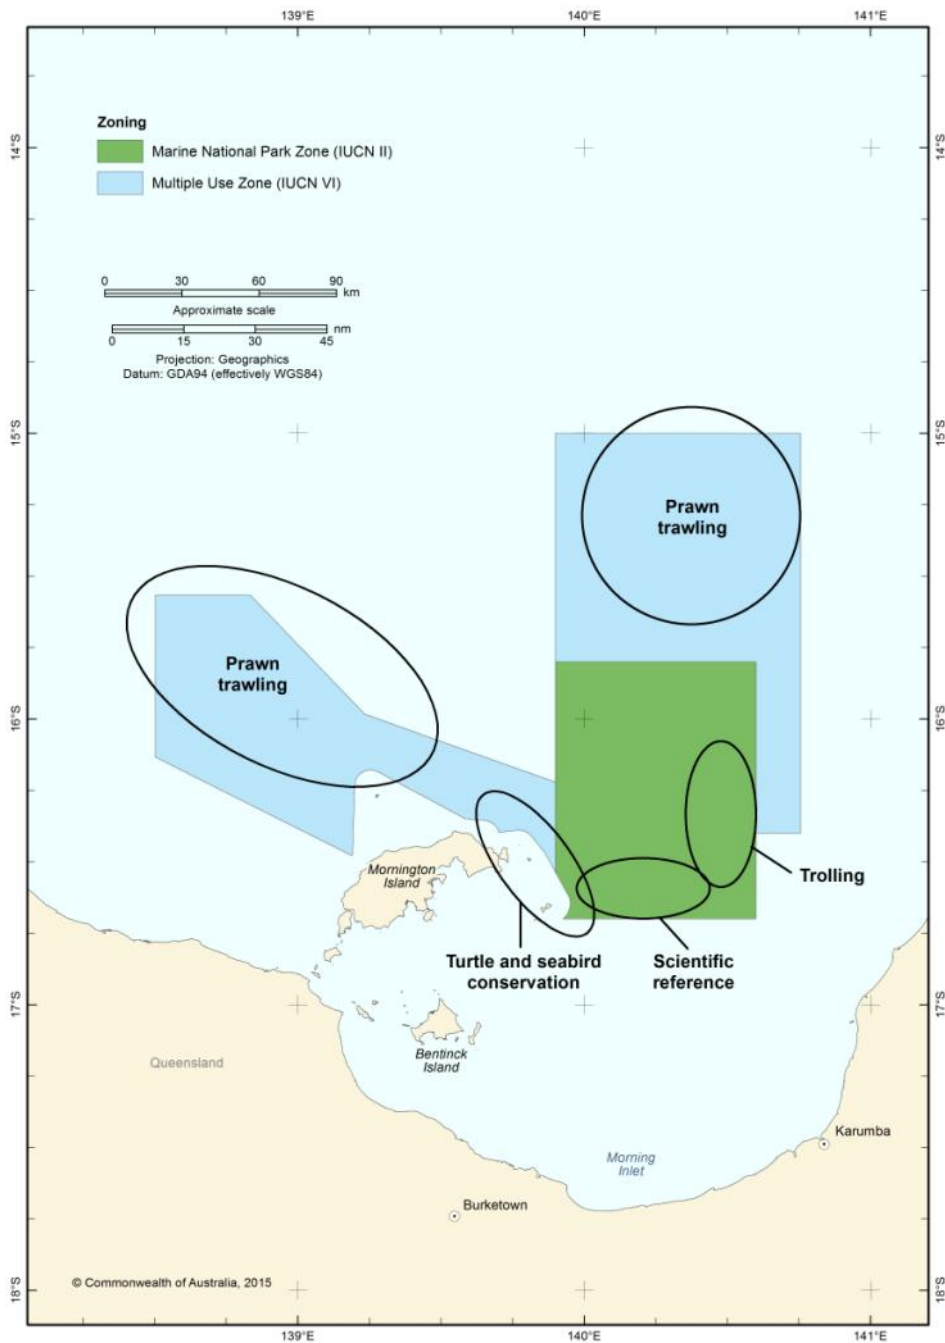 139°E
140°E
141°E
Zoning
Marine National Park Zone (IUCN II)
Multiple Use Zone (IUCN VI)
14°S
14°S
0 30 60 90 km
Approximate scale
0 15 30 45 nm
Projection: Geographics
Datum: GDA94 (effectively WGS84)
15°S
15°S
Prawn
trawling
Prawn
trawling
16°S
16°S
Mornington
Island
Trolling
Turtle and seabird
conservation
Scientific
reference
17°S
17°S
Bentinck
Island
Queensland
Karumba
Morning
Inlet
Burketown
© Commonwealth of Australia, 2015
18°S
18°S
139°E
140°E
141°E